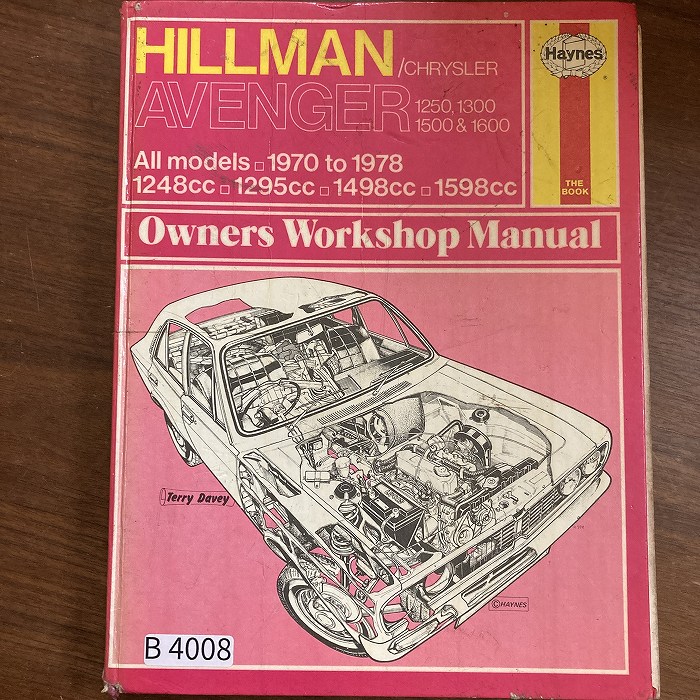 HILLMAN
/CHRYSLER
AVENGER
1250, 1300
1500 & 1600
All models □ 1970 to 1978
1248cc □ 1295cc □ 1498cc □ 1598cc
Haynes
®
THE
BOOK
Owners Workshop Manual
Terry Davey
©HAYNES
B 4008